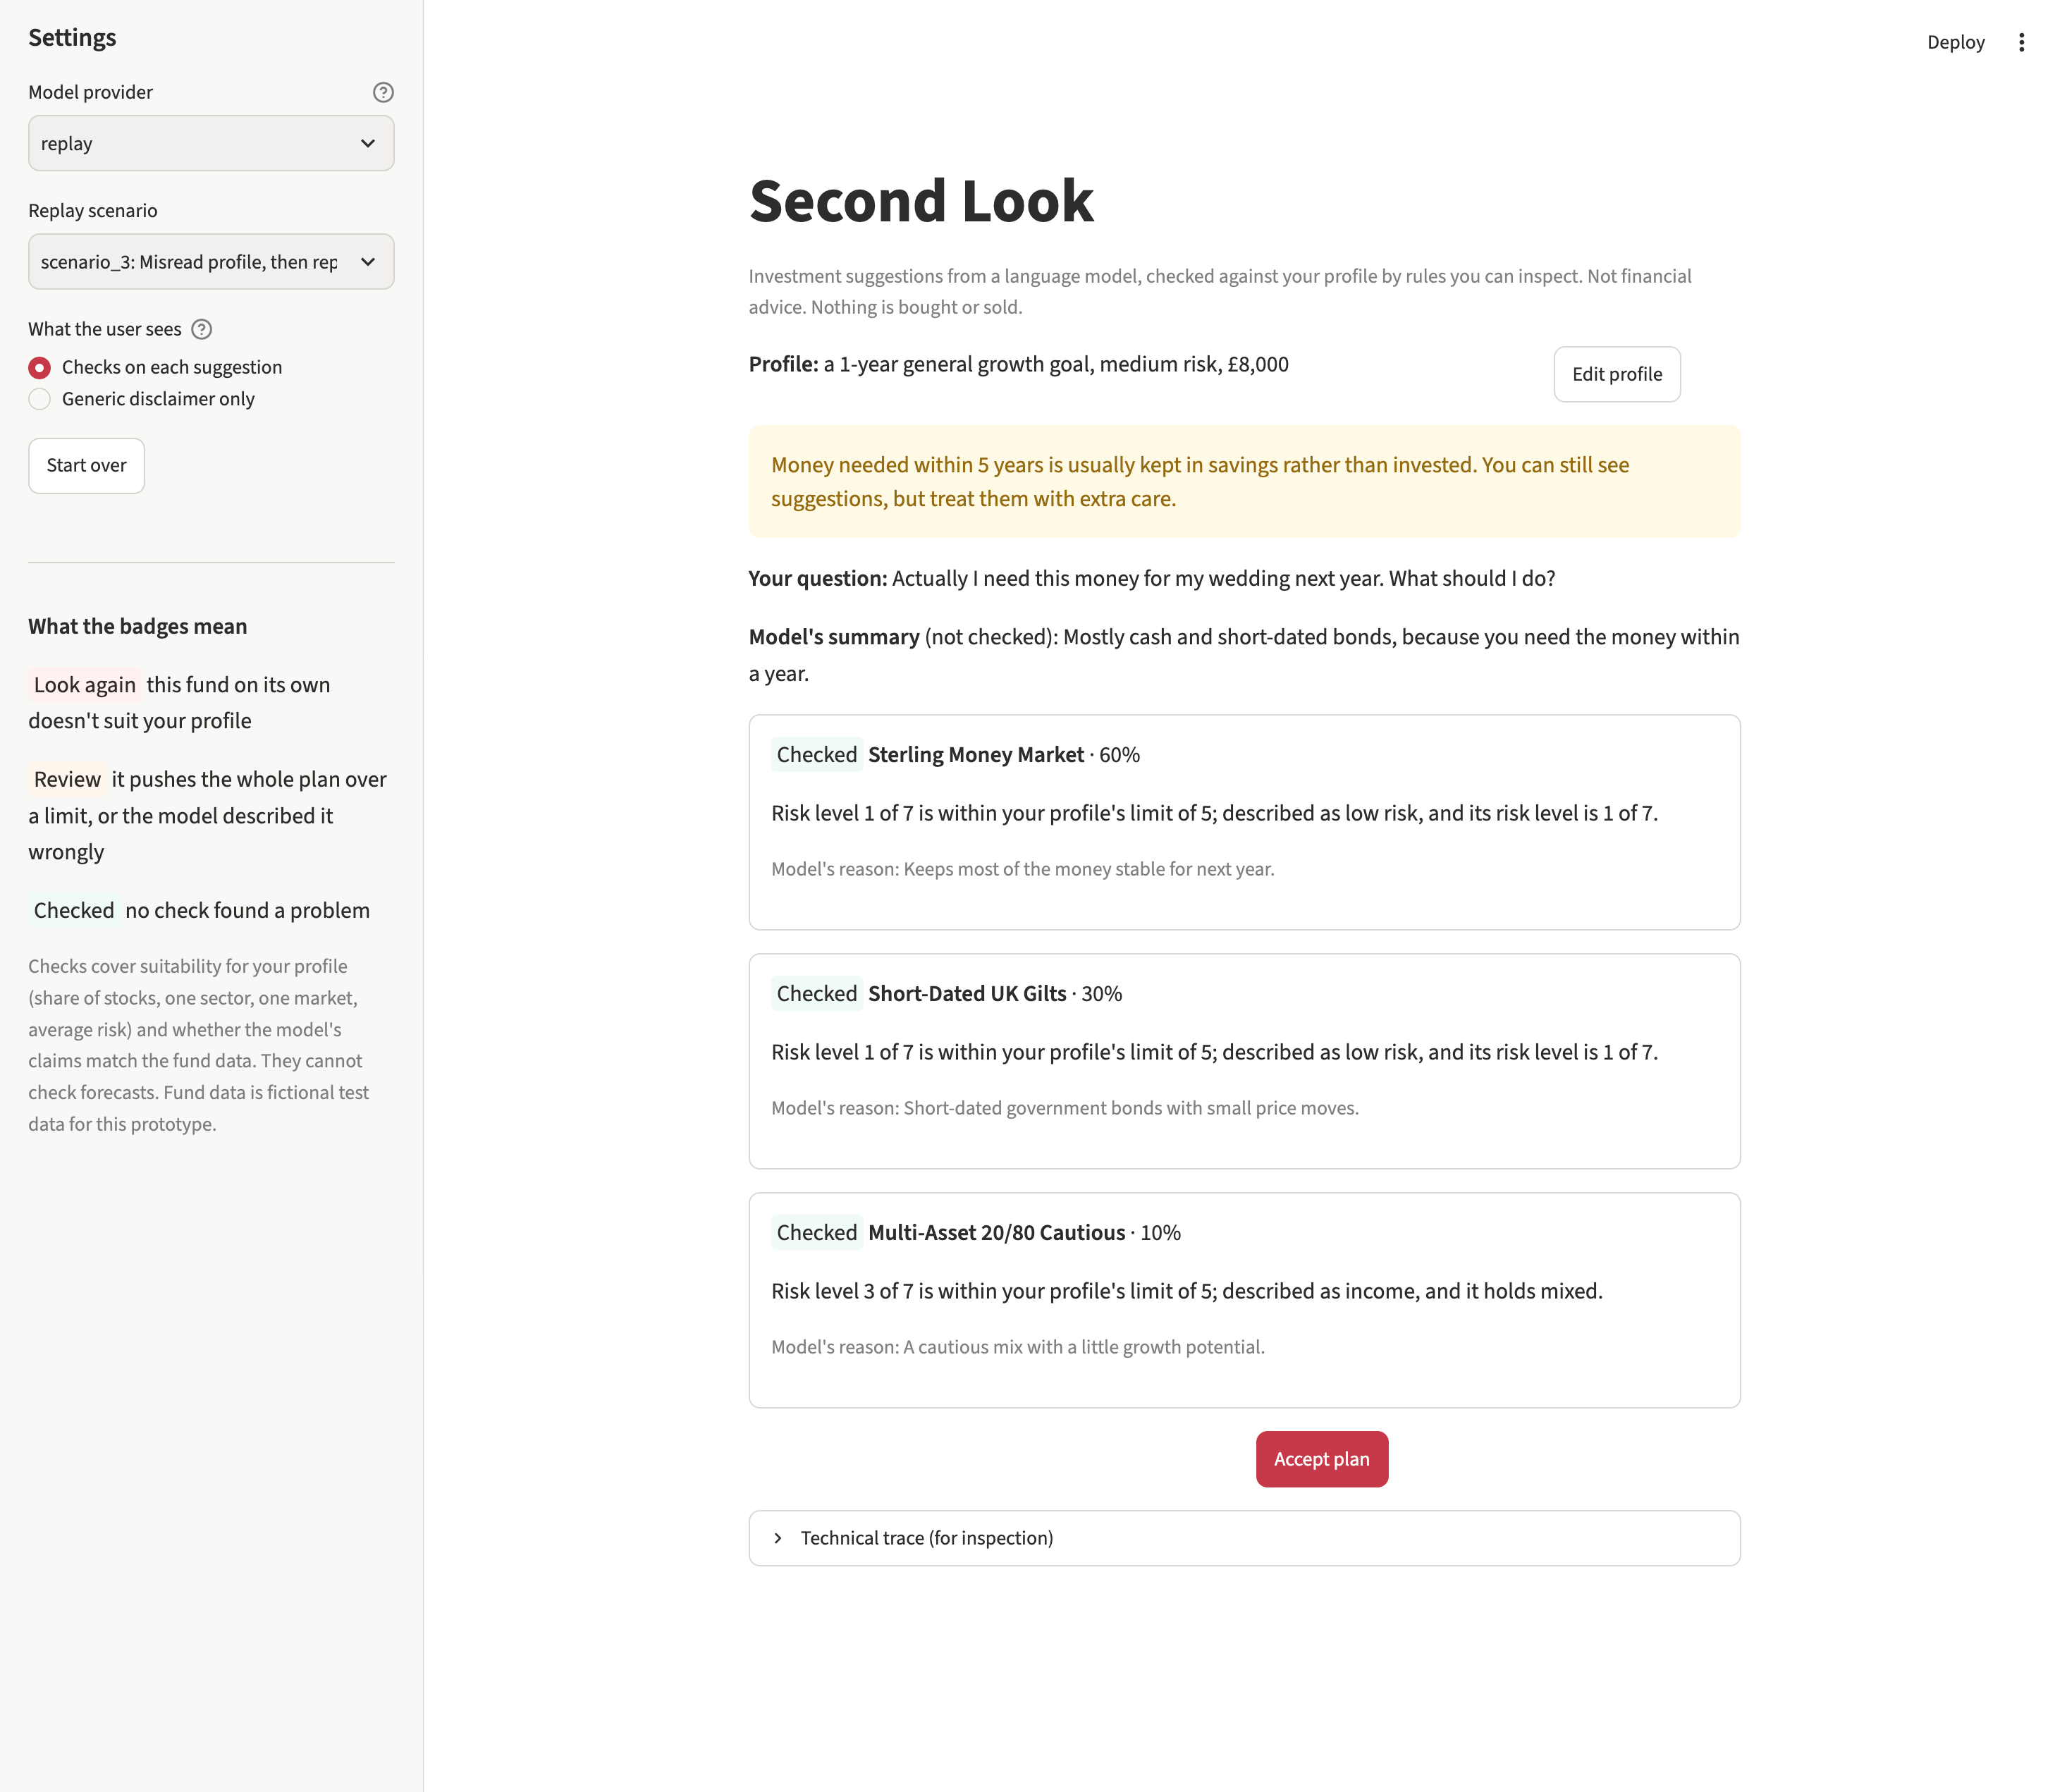 Settings
Model provider
replay
Replay scenario
scenario_3: Misread profile, then rep
What the user sees
Checks on each suggestion
Generic disclaimer only
Start over
What the badges mean
Look again this fund on its own
doesn't suit your profile
Review it pushes the whole plan over
a limit, or the model described it
wrongly
Checked no check found a problem
Checks cover suitability for your profile
(share of stocks, one sector, one market,
average risk) and whether the model's
claims match the fund data. They cannot
check forecasts. Fund data is fictional test
data for this prototype.
Deploy
Second Look
Investment suggestions from a language model, checked against your profile by rules you can inspect. Not financial
advice. Nothing is bought or sold.
Profile: a 1-year general growth goal, medium risk, £8,000
Edit profile
Money needed within 5 years is usually kept in savings rather than invested. You can still see
suggestions, but treat them with extra care.
Your question: Actually I need this money for my wedding next year. What should I do?
Model's summary (not checked): Mostly cash and short-dated bonds, because you need the money within
a year.
Checked Sterling Money Market · 60%
Risk level 1 of 7 is within your profile's limit of 5; described as low risk, and its risk level is 1 of 7.
Model's reason: Keeps most of the money stable for next year.
Checked Short-Dated UK Gilts · 30%
Risk level 1 of 7 is within your profile's limit of 5; described as low risk, and its risk level is 1 of 7.
Model's reason: Short-dated government bonds with small price moves.
Checked Multi-Asset 20/80 Cautious · 10%
Risk level 3 of 7 is within your profile's limit of 5; described as income, and it holds mixed.
Model's reason: A cautious mix with a little growth potential.
Accept plan
Technical trace (for inspection)